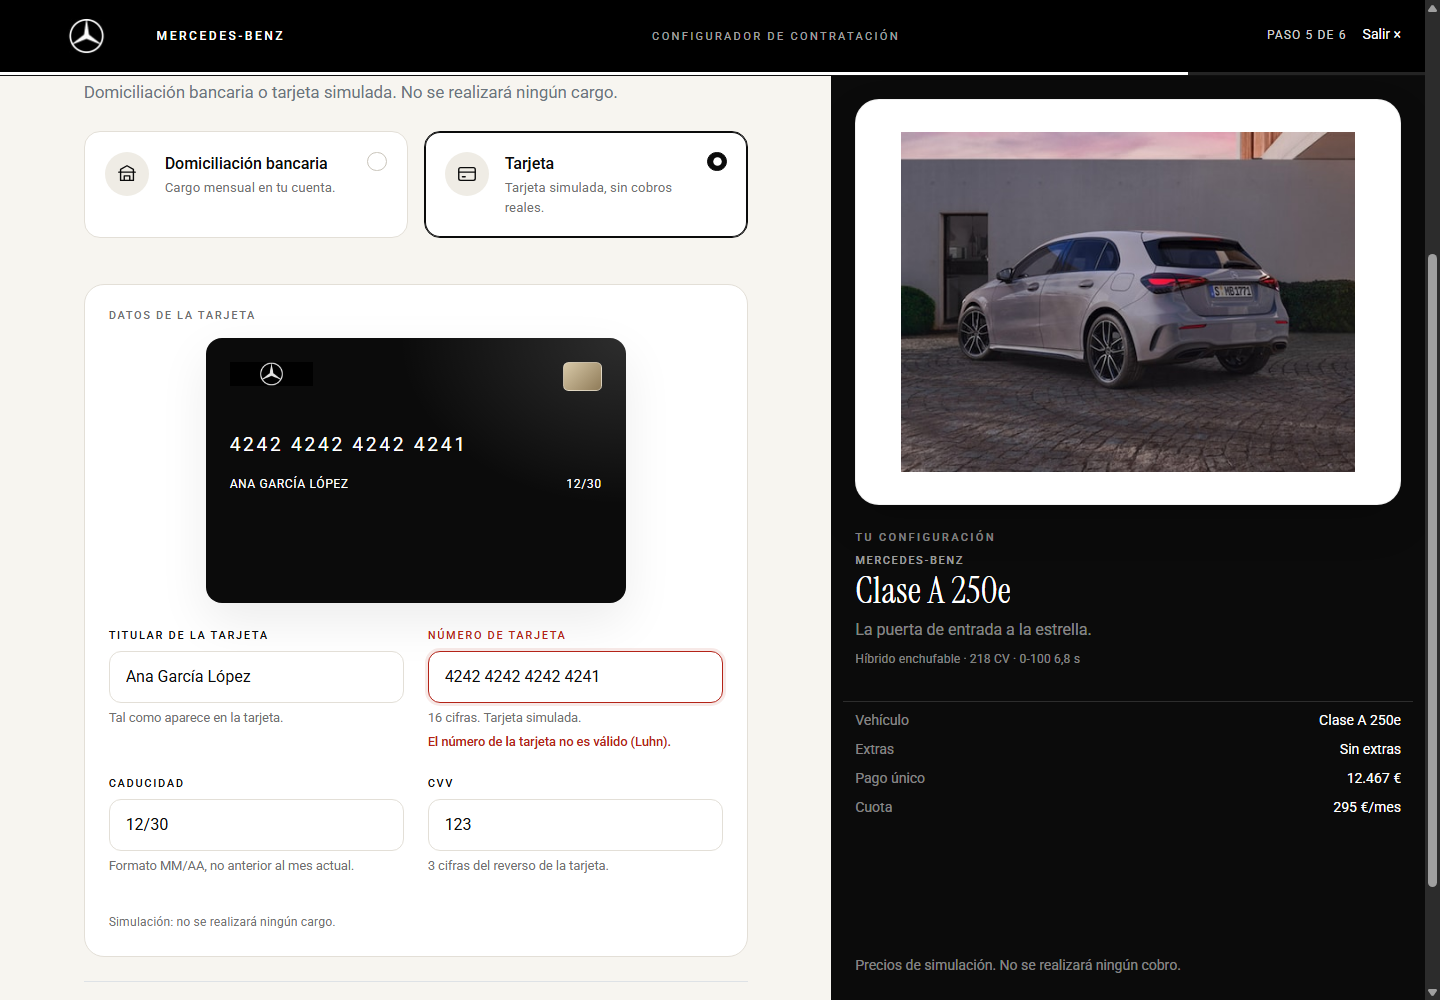 MERCEDES-BENZ
CONFIGURADOR DE CONTRATACIÓN
PASO 5 DE 6
Salir ×
Domiciliación bancaria o tarjeta simulada. No se realizará ningún cargo.
Domiciliación bancaria
Cargo mensual en tu cuenta.
Tarjeta
Tarjeta simulada, sin cobros
reales.
DATOS DE LA TARJETA
4242 4242 4242 4241
ANA GARCÍA LÓPEZ
12/30
TITULAR DE LA TARJETA
Ana García López
Tal como aparece en la tarjeta.
NÚMERO DE TARJETA
4242 4242 4242 4241
16 cifras. Tarjeta simulada.
El número de la tarjeta no es válido (Luhn).
CADUCIDAD
12/30
Formato MM/AA, no anterior al mes actual.
CVV
123
3 cifras del reverso de la tarjeta.
Simulación: no se realizará ningún cargo.
TU CONFIGURACIÓN
MERCEDES-BENZ
Clase A 250e
La puerta de entrada a la estrella.
Híbrido enchufable · 218 CV · 0-100 6,8 s
Vehículo Clase A 250e
Extras Sin extras
Pago único 12.467 €
Cuota 295 €/mes
Precios de simulación. No se realizará ningún cobro.